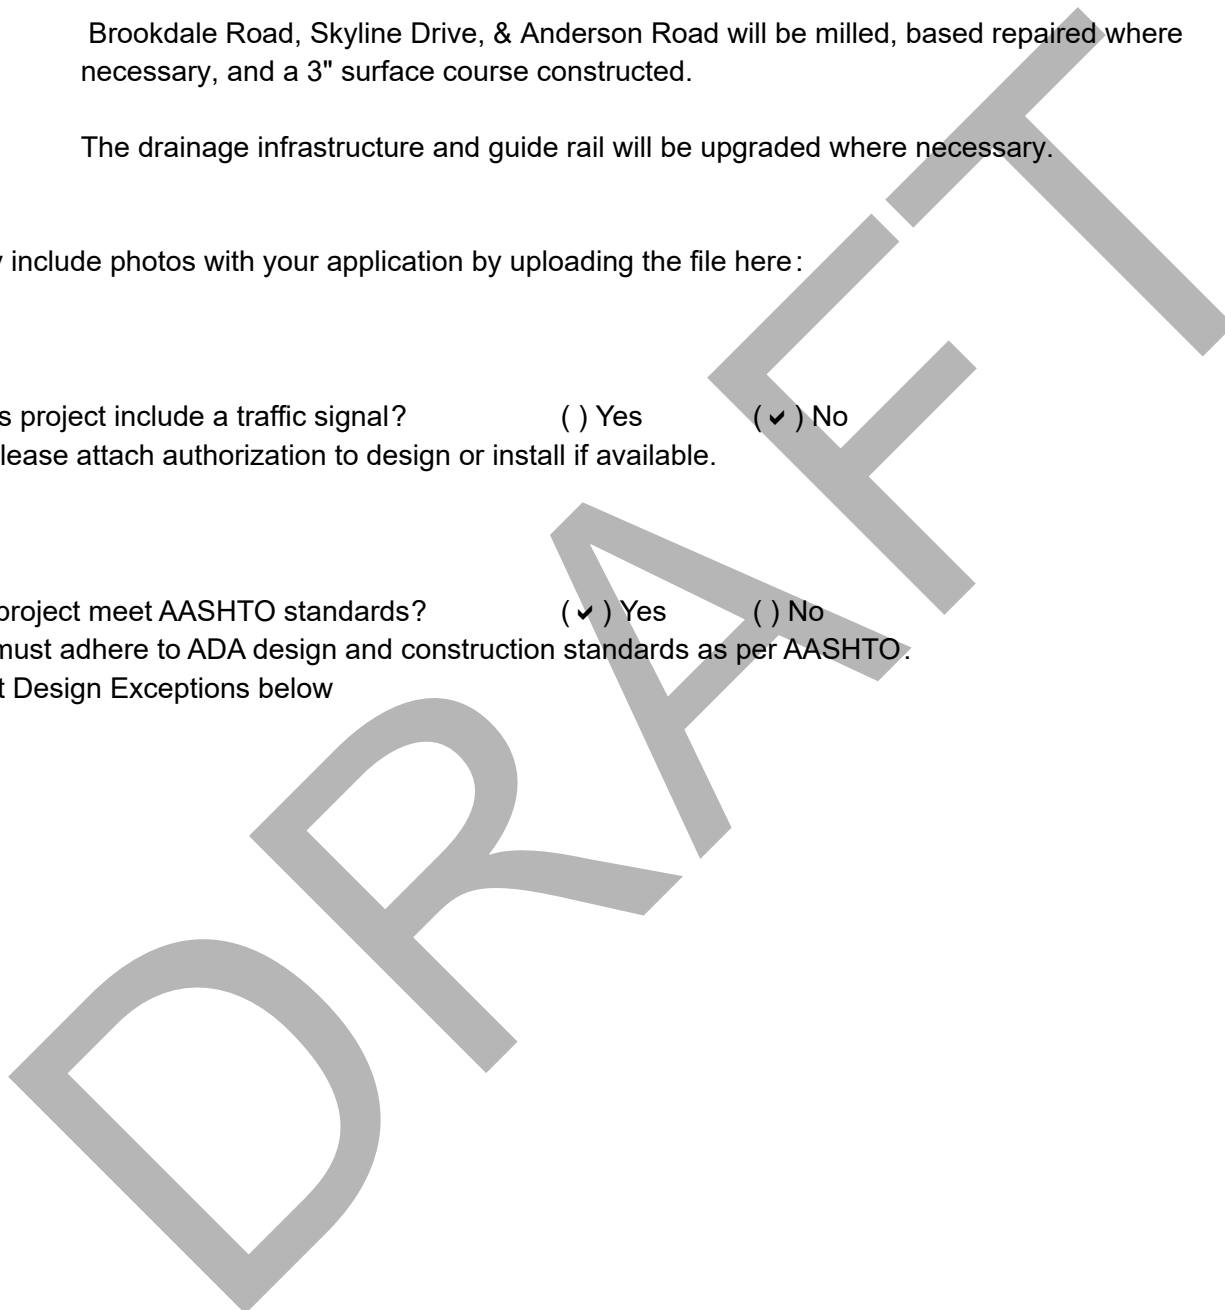 Brookdale Road, Skyline Drive, & Anderson Road will be milled, based repaired where
necessary, and a 3" surface course constructed.
The drainage infrastructure and guide rail will be upgraded where necessary.
include photos with your application by uploading the file here:
s project include a traffic signal? ( ) Yes (✔) No
lease attach authorization to design or install if available.
project meet AASHTO standards? (✔) Yes ( ) No
must adhere to ADA design and construction standards as per AASHTO.
t Design Exceptions below
DRAFT